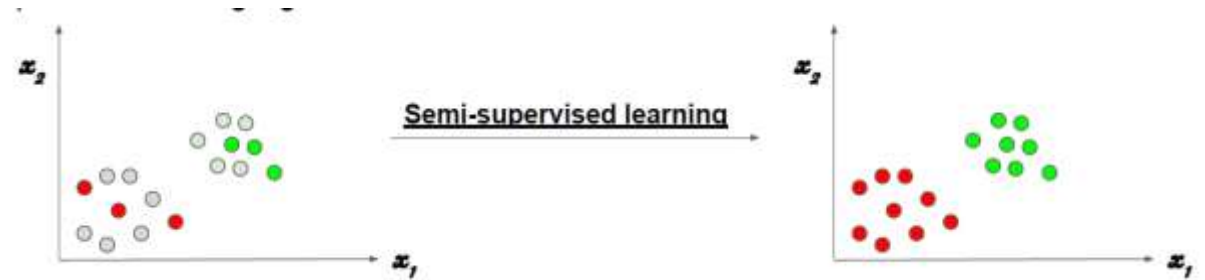 x₂
Semi-supervised learning
x₂
x₁
x₁